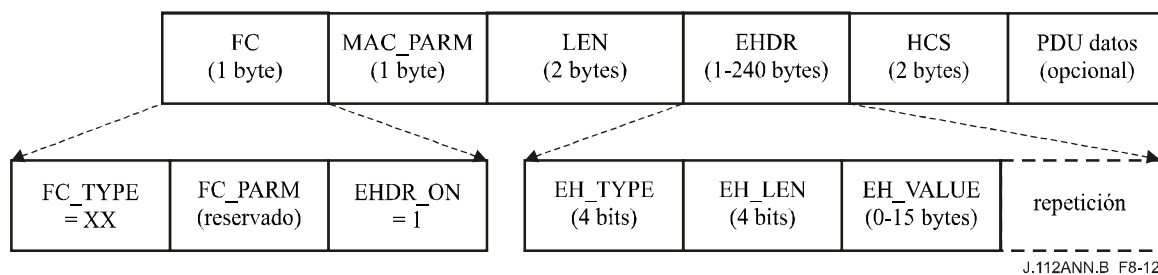 FC
(1 byte)
MAC_PARM
(1 byte)
LEN
(2 bytes)
EHDR
(1-240 bytes)
HCS
(2 bytes)
PDU datos
(opcional)
FC_TYPE
= XX
FC_PARM
(reservado)
EHDR_ON
= 1
EH_TYPE
(4 bits)
EH_LEN
(4 bits)
EH_VALUE
(0-15 bytes)
repetición
J.112ANN.B F8-12